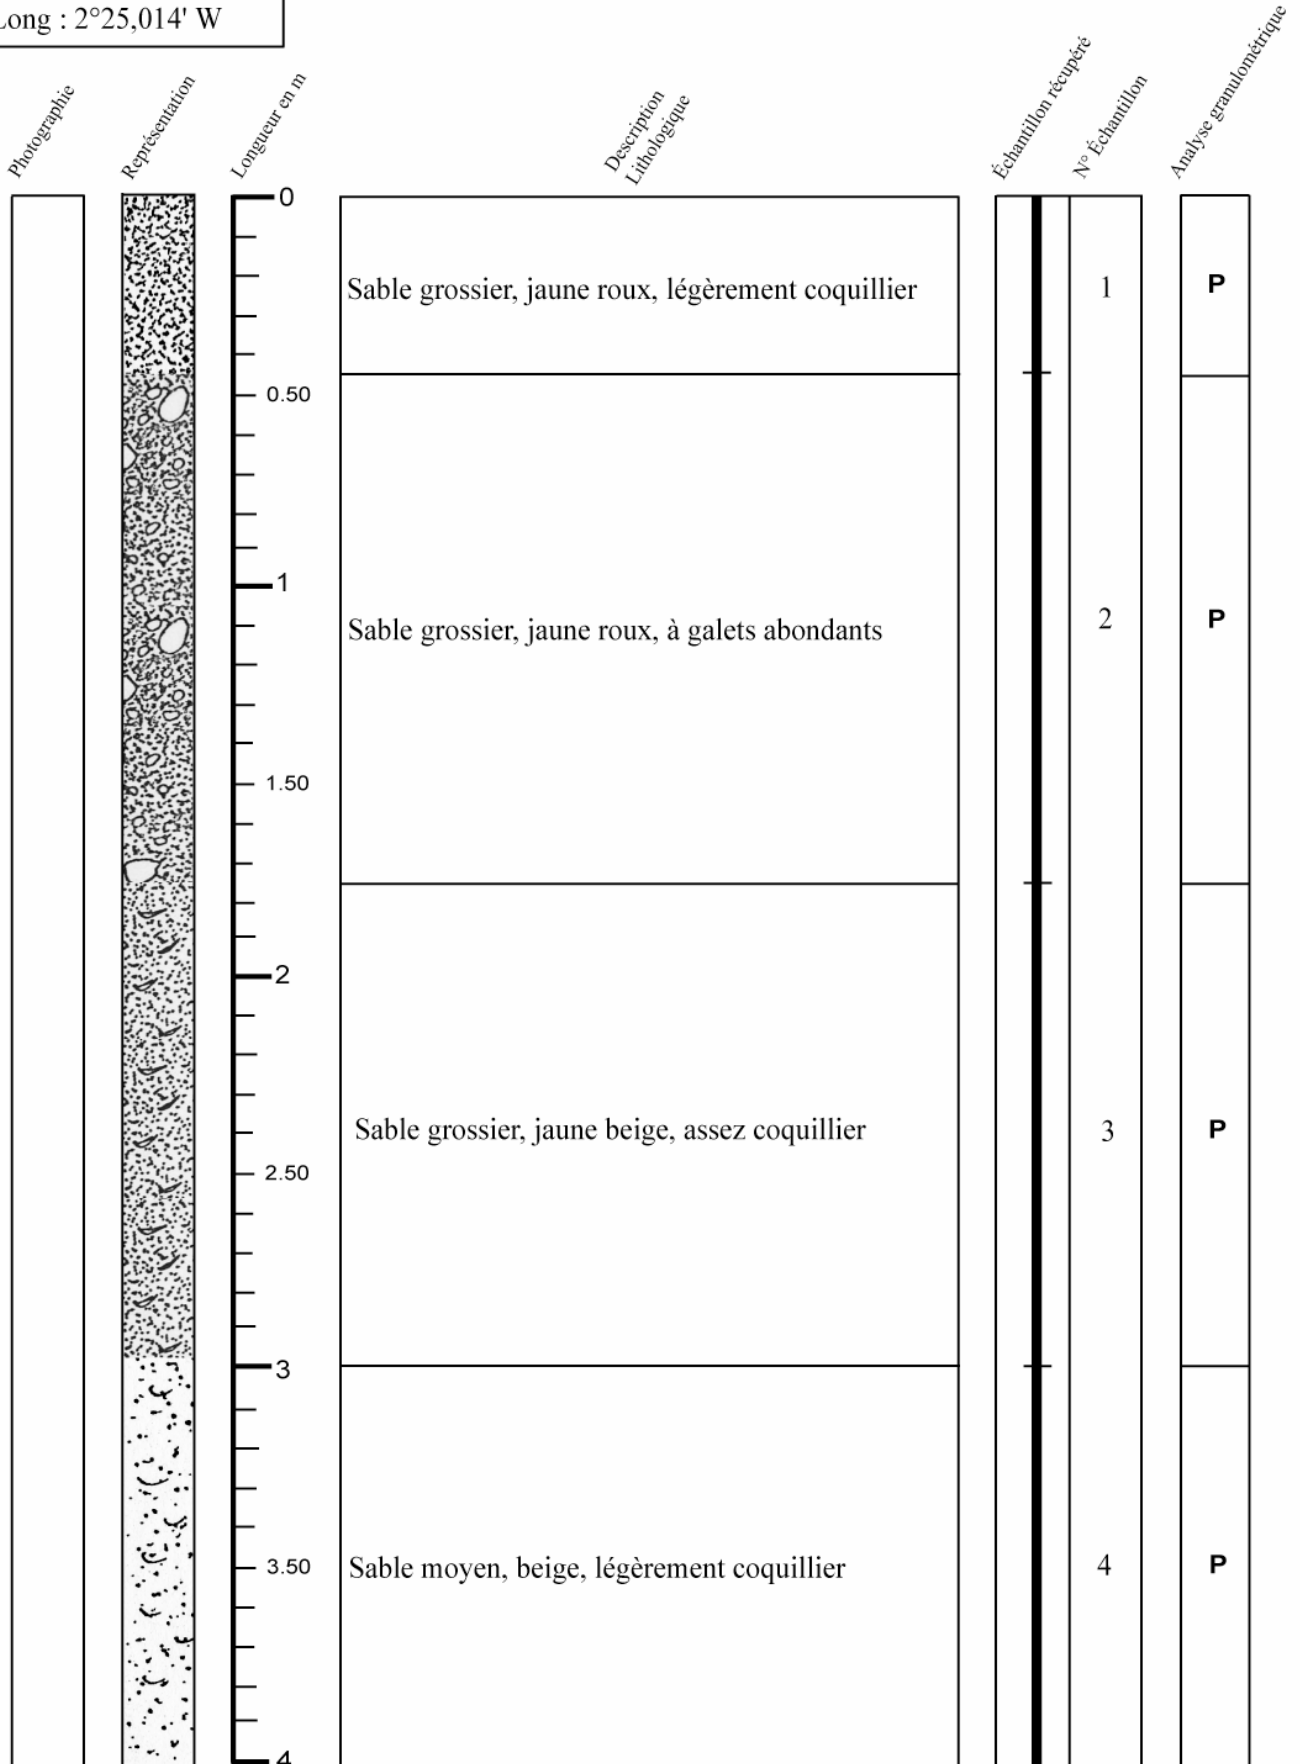 Long : 2°25,014' W
Photographie
Représentation
Longueur en m
Description
Lithologique
Échantillon récupéré
N° Échantillon
Analyse granulométrique
0
Sable grossier, jaune roux, légèrement coquillier
1
P
0.50
1
Sable grossier, jaune roux, à galets abondants
2
P
1.50
2
Sable grossier, jaune beige, assez coquillier
3
P
2.50
3
3.50
Sable moyen, beige, légèrement coquillier
4
P
4